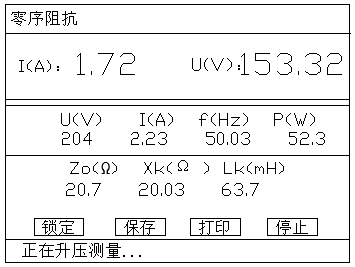 零序阻抗
I(A): 1.72 U(V):153.32
U(V) I(A) f(Hz) P(W)
204 2.23 50.03 52.3
Zo(Ω) Xk(Ω ) Lk(mH)
20.7 20.03 63.7
锁定 保存 打印 停止
正在升压测量...